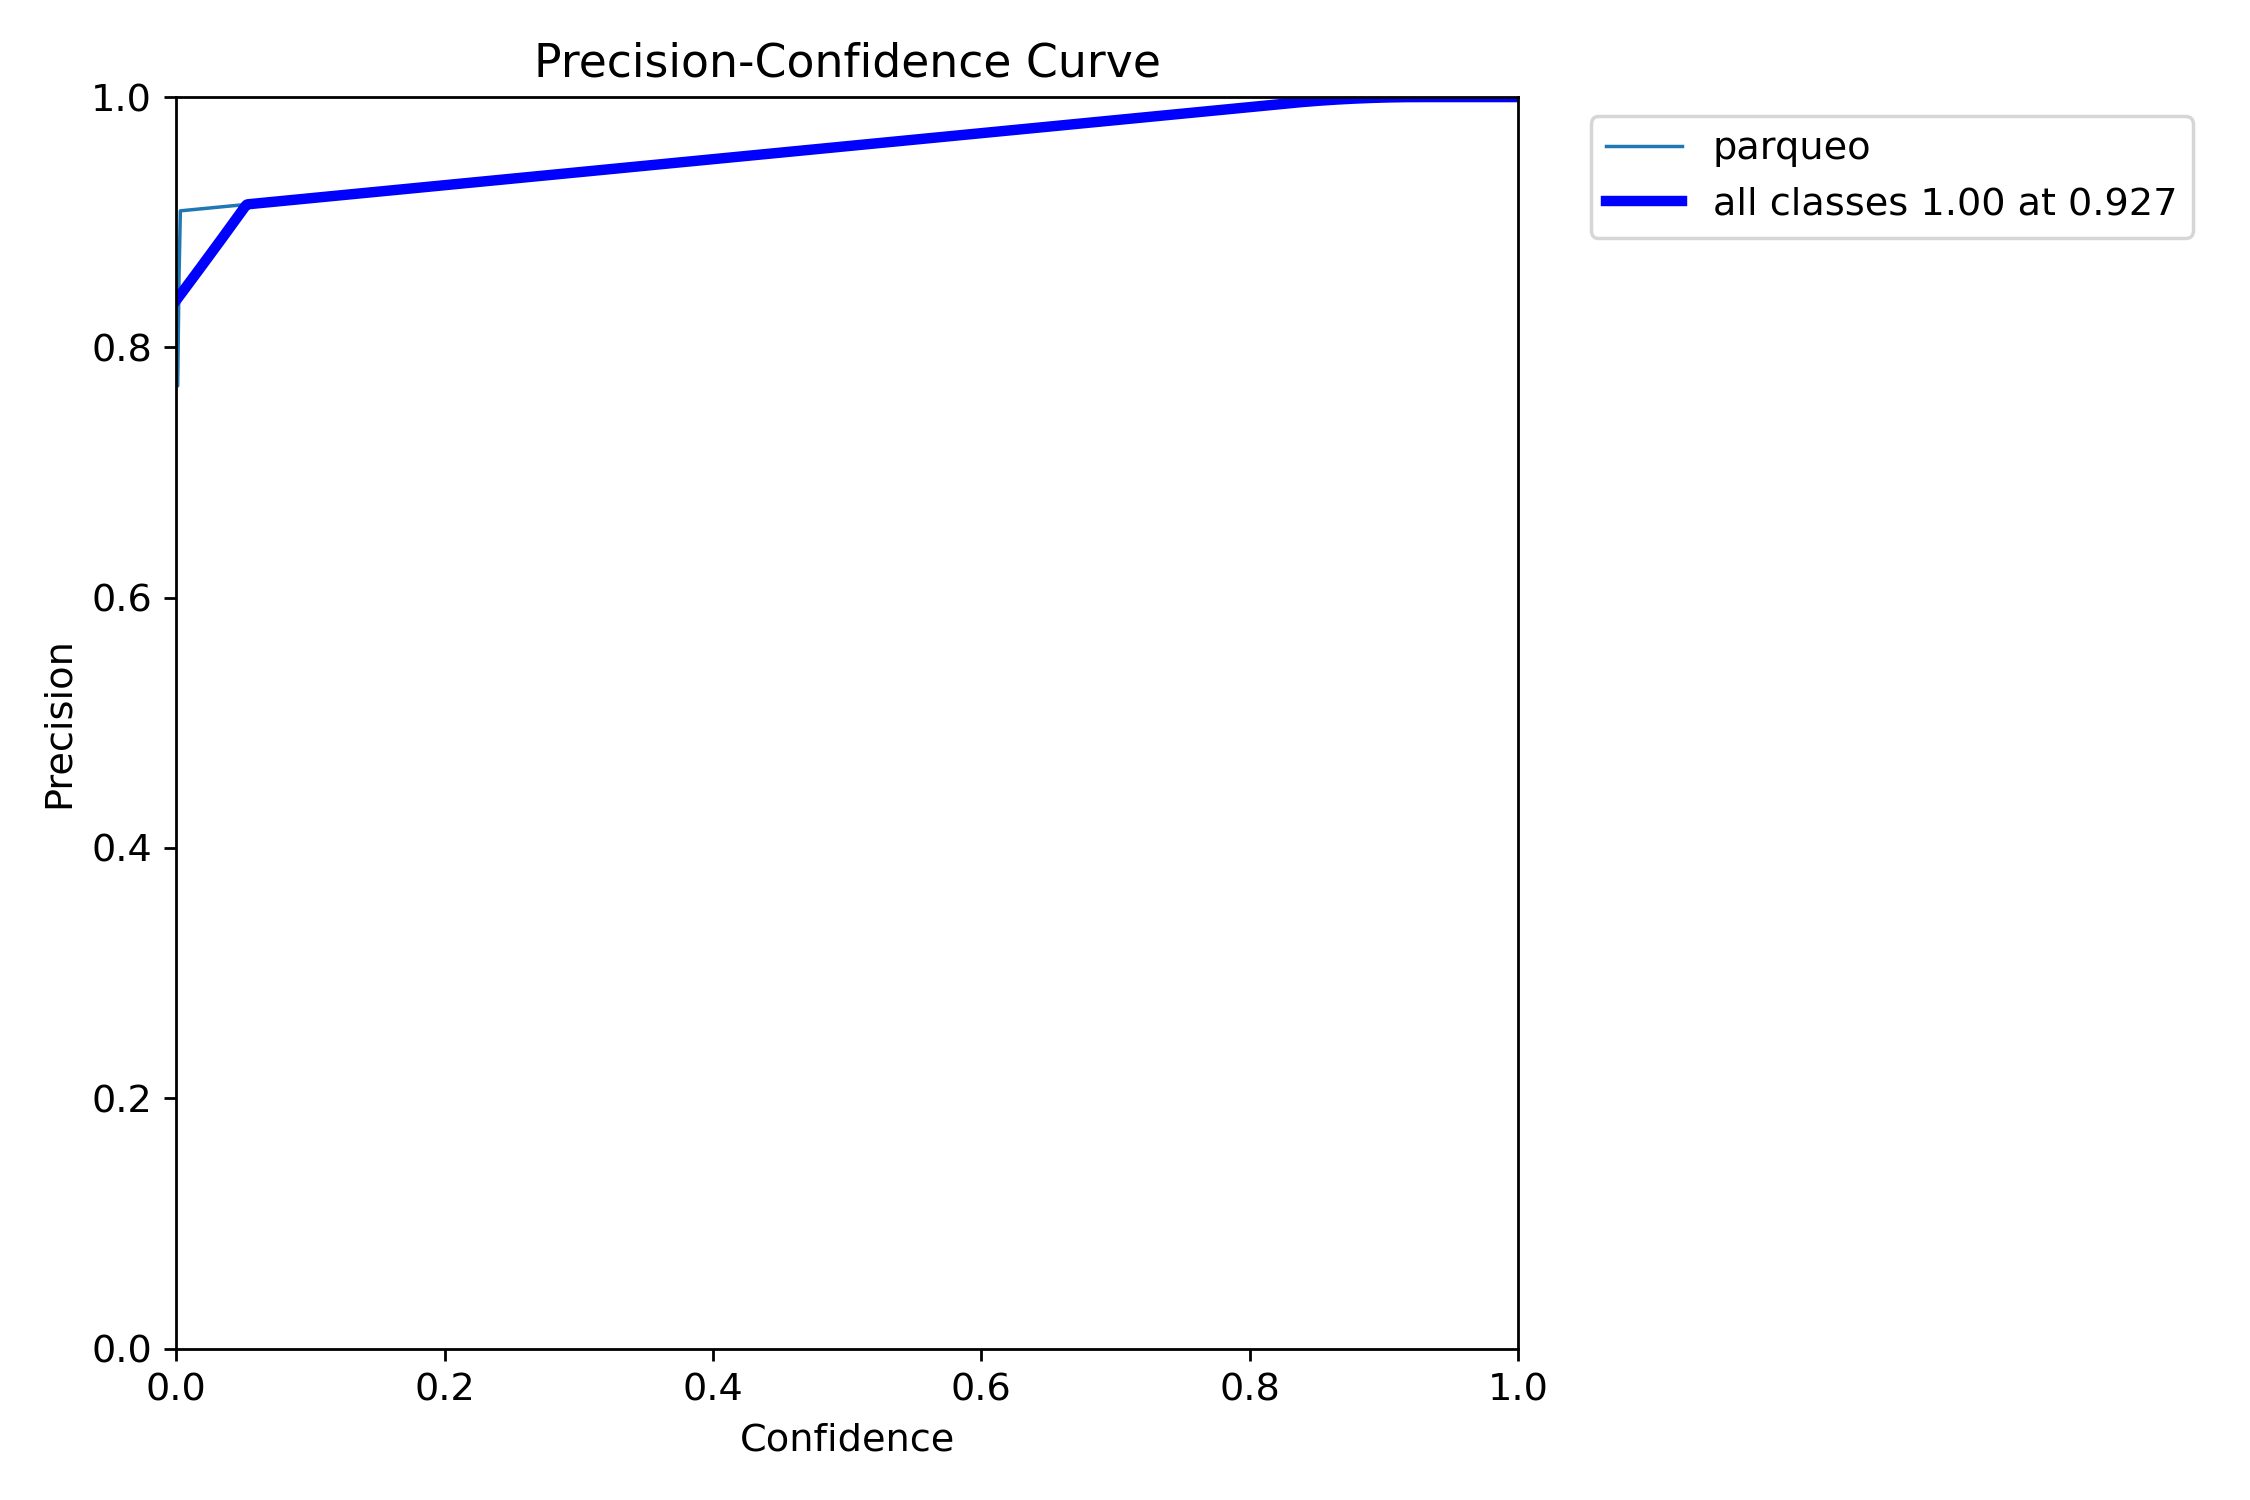 Precision-Confidence Curve
1.0
0.8
0.6
0.4
0.2
0.0
Precision
0.0 0.2 0.4 0.6 0.8 1.0
Confidence
parqueo
all classes 1.00 at 0.927